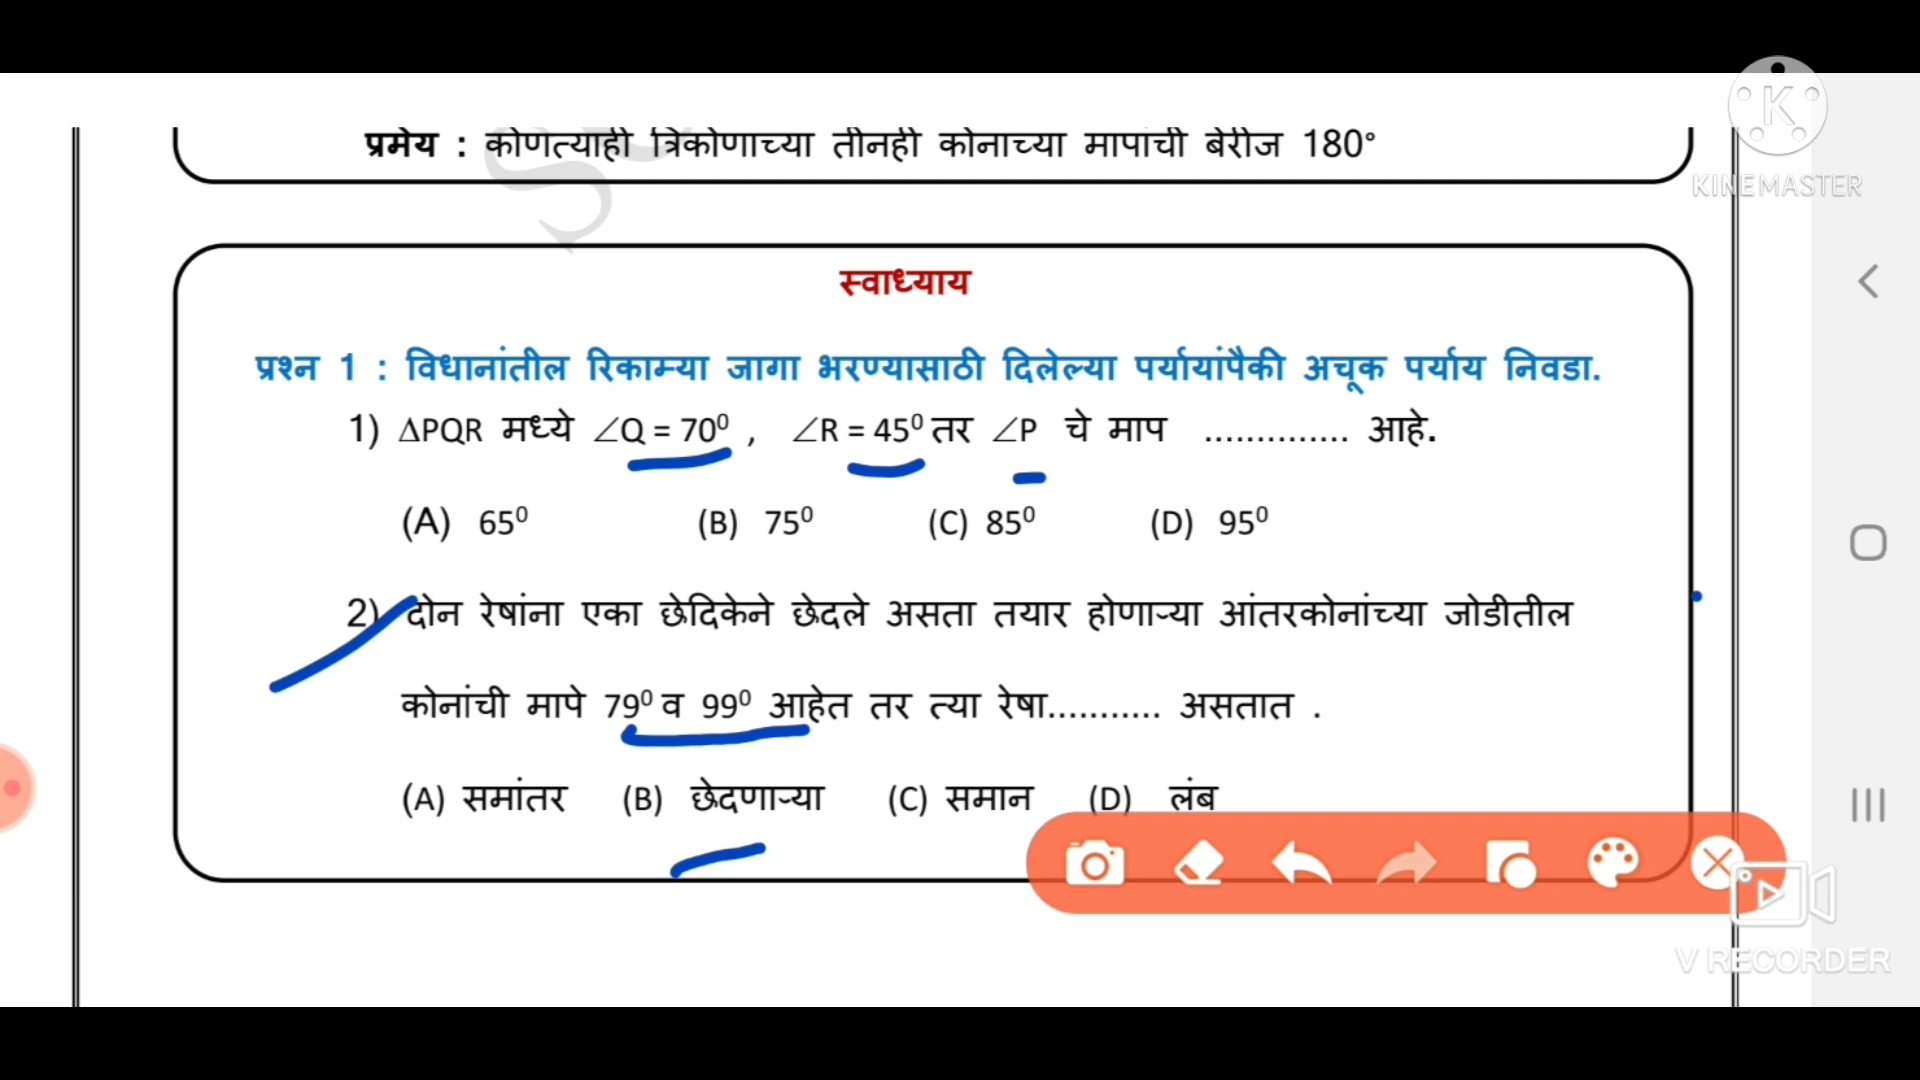 प्रमेय : कोणत्याही त्रिकोणाच्या तीनही कोनाच्या मापांची बेरीज 180°
KINEMASTER
स्वाध्याय
प्रश्न 1 : विधानांतील रिकाम्या जागा भरण्यासाठी दिलेल्या पर्यायांपैकी अचूक पर्याय निवडा.
1) ∆PQR मध्ये ∠Q = 70⁰ , ∠R = 45⁰ तर ∠P चे माप .............. आहे.
(A) 65⁰ (B) 75⁰ (C) 85⁰ (D) 95⁰
2) दोन रेषांना एका छेदिकेने छेदले असता तयार होणाऱ्या आंतरकोनांच्या जोडीतील
कोनांची मापे 79⁰ व 99⁰ आहेत तर त्या रेषा........... असतात .
(A) समांतर (B) छेदणाऱ्या (C) समान (D) लंब
V RECORDER